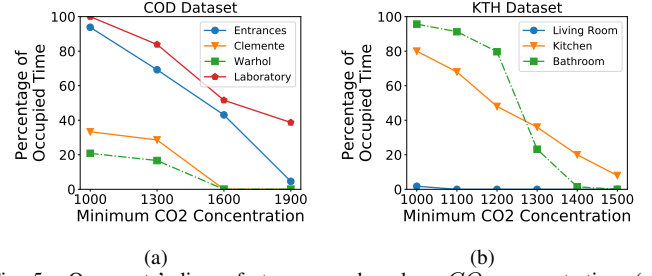 COD Dataset
Percentage of
Occupied Time
100
80
60
40
20
0
1000 1300 1600 1900
Minimum CO2 Concentration
Entrances
Clemente
Warhol
Laboratory
(a)
KTH Dataset
Percentage of
Occupied Time
100
80
60
40
20
0
1000 1100 1200 1300 1400 1500
Minimum CO2 Concentration
Living Room
Kitchen
Bathroom
(b)